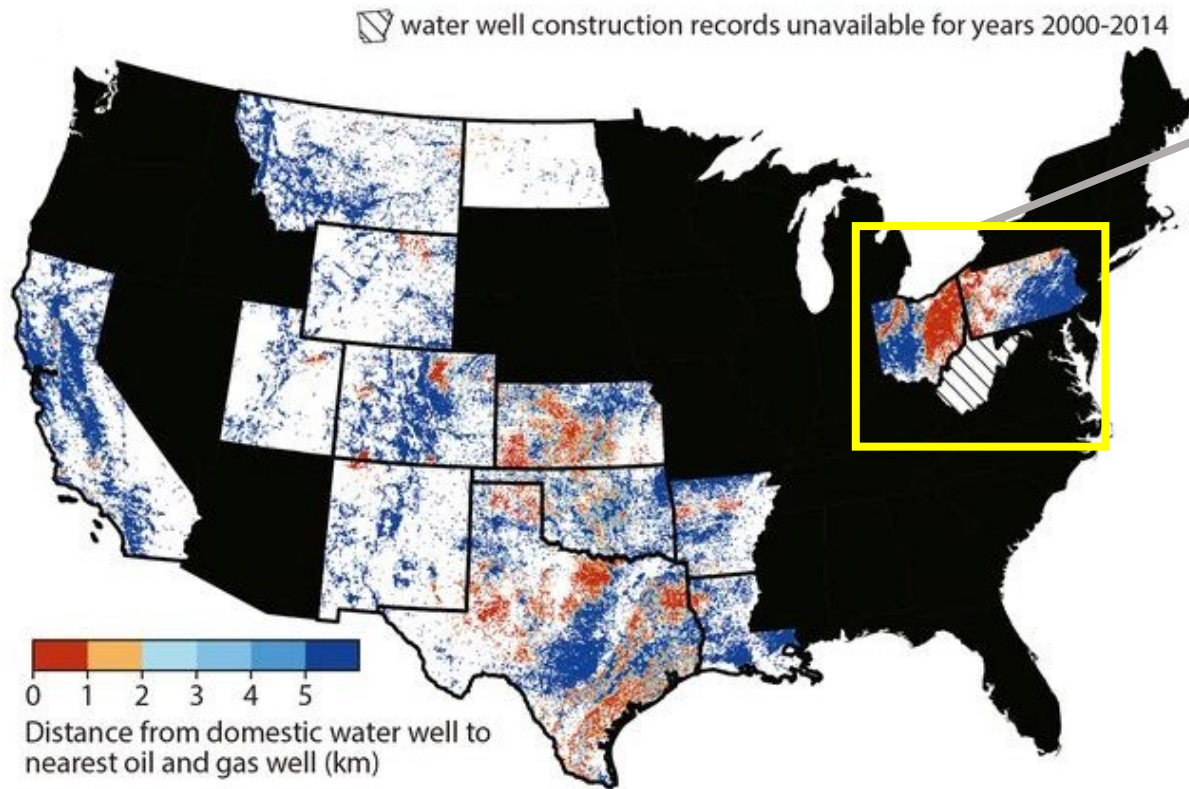 water well construction records unavailable for years 2000-2014
0 1 2 3 4 5
Distance from domestic water well to
nearest oil and gas well (km)